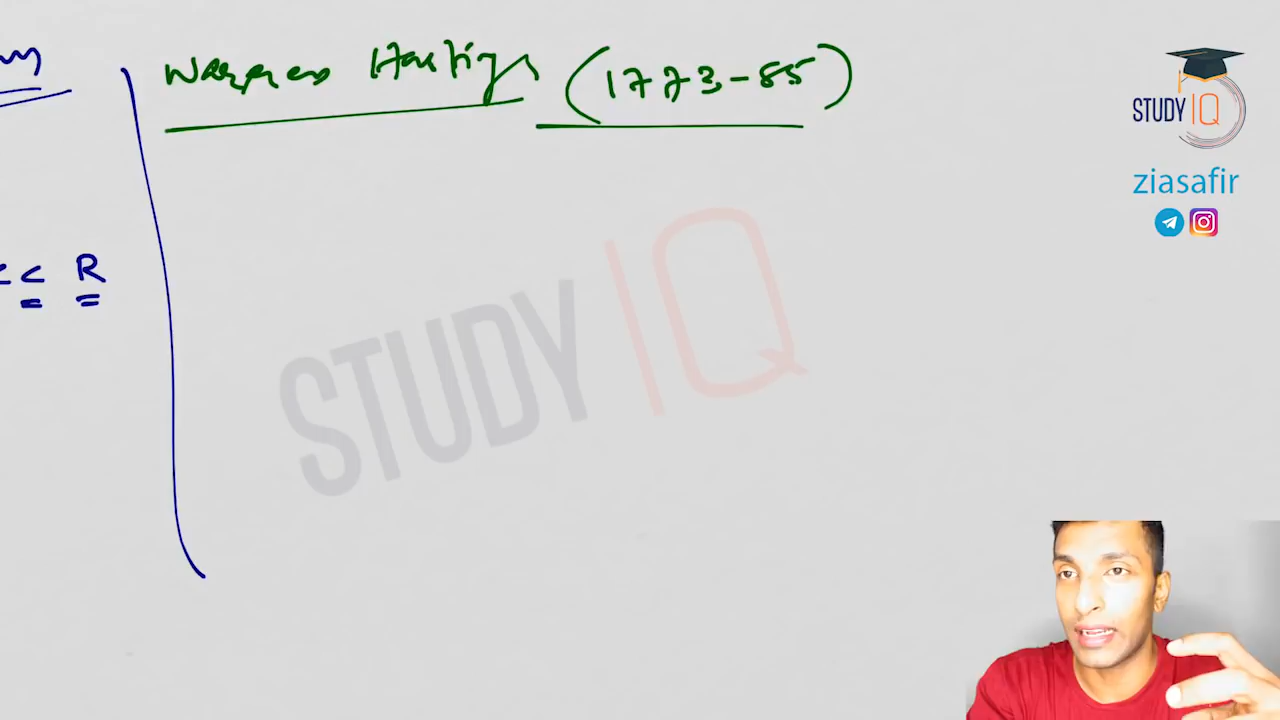 Warren Hastings (1773-85)
< R
STUDY IQ
ziasafir
STUDY IQ